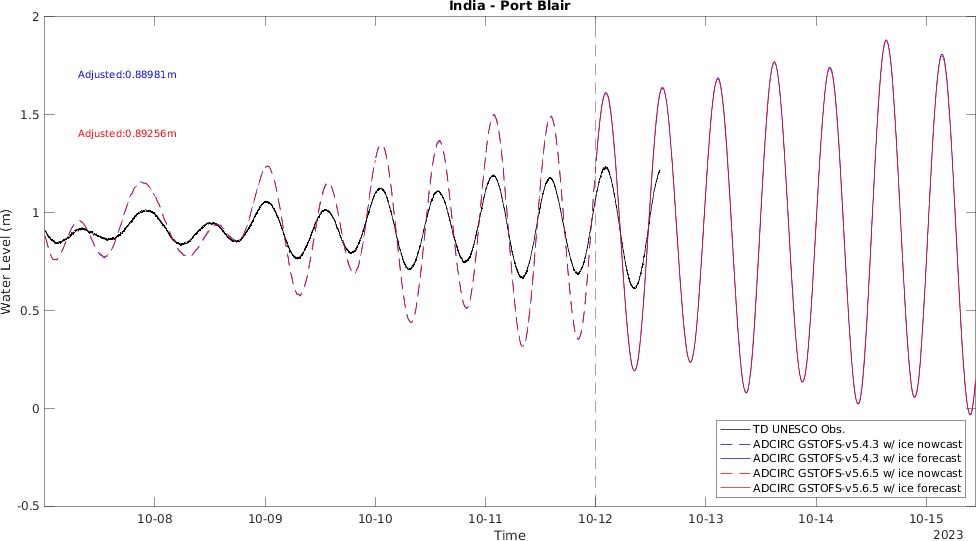 India - Port Blair
2
Adjusted:0.88981m
1.5
Adjusted:0.89256m
1
Water Level (m)
0.5
0
TD UNESCO Obs.
ADCIRC GSTOFS-v5.4.3 w/ ice nowcast
ADCIRC GSTOFS-v5.4.3 w/ ice forecast
ADCIRC GSTOFS-v5.6.5 w/ ice nowcast
ADCIRC GSTOFS-v5.6.5 w/ ice forecast
-0.5
10-08 10-09 10-10 10-11 10-12 10-13 10-14 10-15
Time
2023